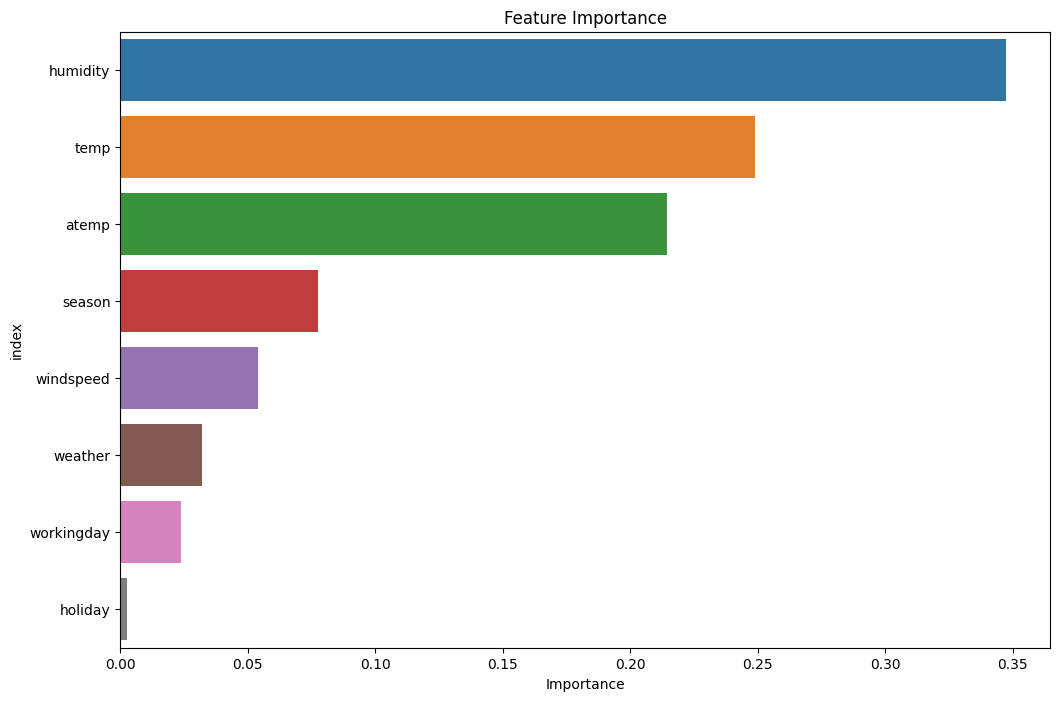 Feature Importance
humidity
temp
atemp
season
windspeed
weather
workingday
holiday
index
0.00 0.05 0.10 0.15 0.20 0.25 0.30 0.35
Importance